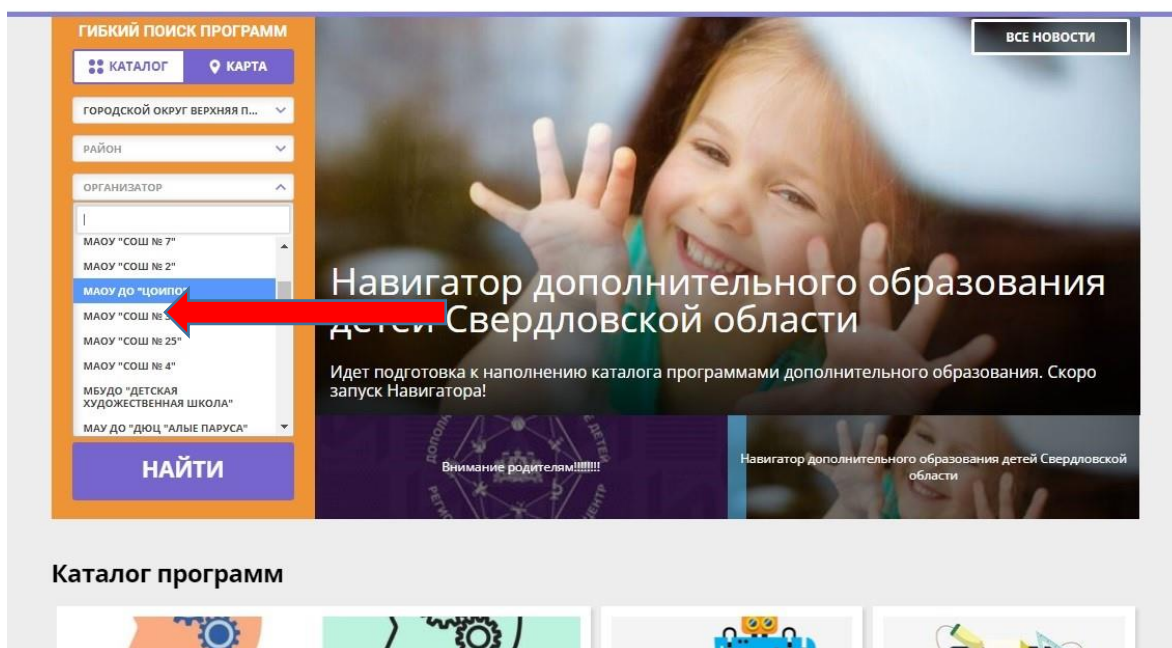 ГИБКИЙ ПОИСК ПРОГРАММ
КАТАЛОГ
КАРТА
ГОРОДСКОЙ ОКРУГ ВЕРХНЯЯ П...
РАЙОН
ОРГАНИЗАТОР
МАОУ "СОШ № 7"
МАОУ "СОШ № 2"
МАОУ ДО "ЦОИПО"
МАОУ "СОШ №
МАОУ "СОШ № 25"
МАОУ "СОШ № 4"
МБУДО "ДЕТСКАЯ
ХУДОЖЕСТВЕННАЯ ШКОЛА"
МАУ ДО "ДЮЦ "АЛЫЕ ПАРУСА"
НАЙТИ
ВСЕ НОВОСТИ
Навигатор дополнительного образования
детей Свердловской области
Идет подготовка к наполнению каталога программами дополнительного образования. Скоро
запуск Навигатора!
Внимание родителям!!!!!!!!
Навигатор дополнительного образования детей Свердловской
области
Каталог программ